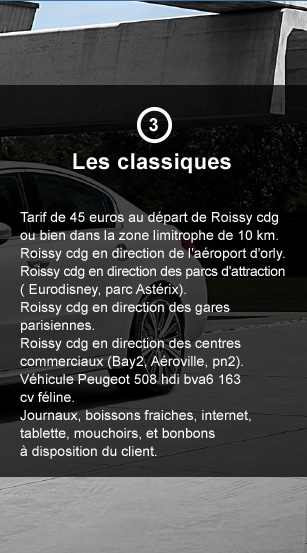 3
Les classiques
Tarif de 45 euros au départ de Roissy cdg
ou bien dans la zone limitrophe de 10 km.
Roissy cdg en direction de l'aéroport d'orly.
Roissy cdg en direction des parcs d'attraction
( Eurodisney, parc Astérix).
Roissy cdg en direction des gares
parisiennes.
Roissy cdg en direction des centres
commerciaux (Bay2, Aéroville, pn2).
Véhicule Peugeot 508 hdi bva6 163
cv féline.
Journaux, boissons fraiches, internet,
tablette, mouchoirs, et bonbons
à disposition du client.